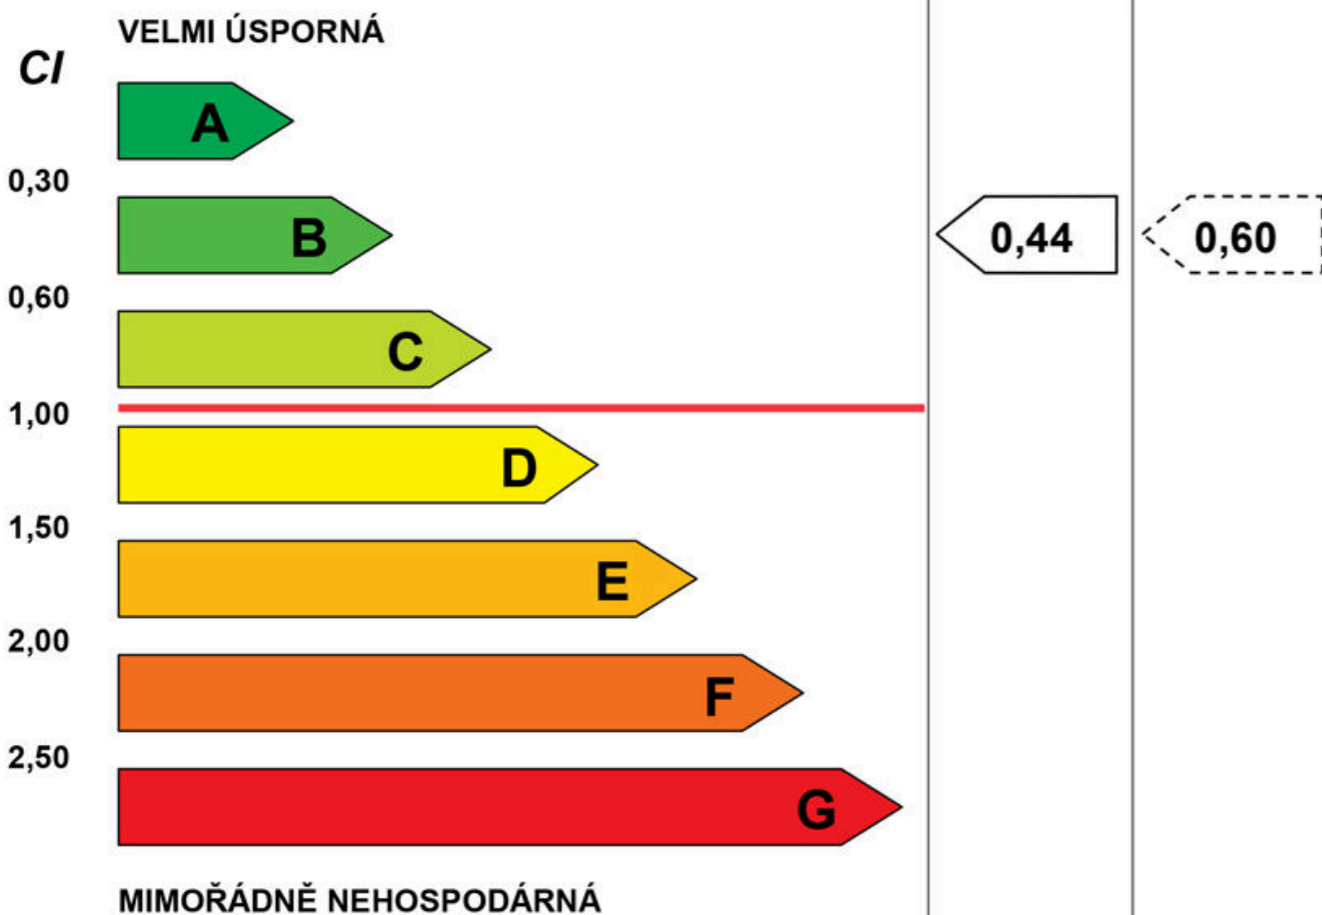 VELMI ÚSPORNÁ
CI
A
0,30
B
0,44
0,60
0,60
C
1,00
D
1,50
E
2,00
F
2,50
G
MIMOŘÁDNĚ NEHOSPODÁRNÁ